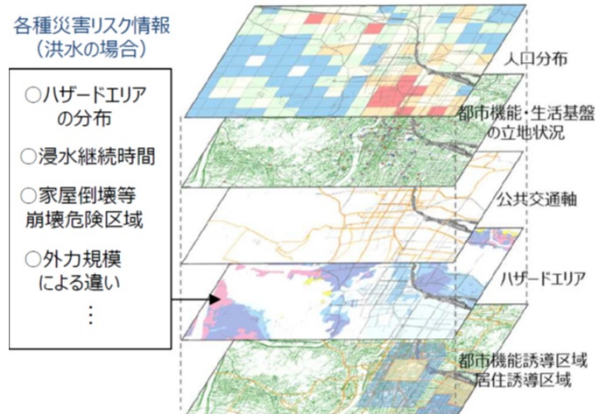 各種災害リスク情報
（洪水の場合）
○ハザードエリア
の分布
○浸水継続時間
○家屋倒壊等
崩壊危険区域
○外力規模
による違い
⋮
人口分布
都市機能・生活基盤
の立地状況
公共交通軸
ハザードエリア
都市機能誘導区域
居住誘導区域